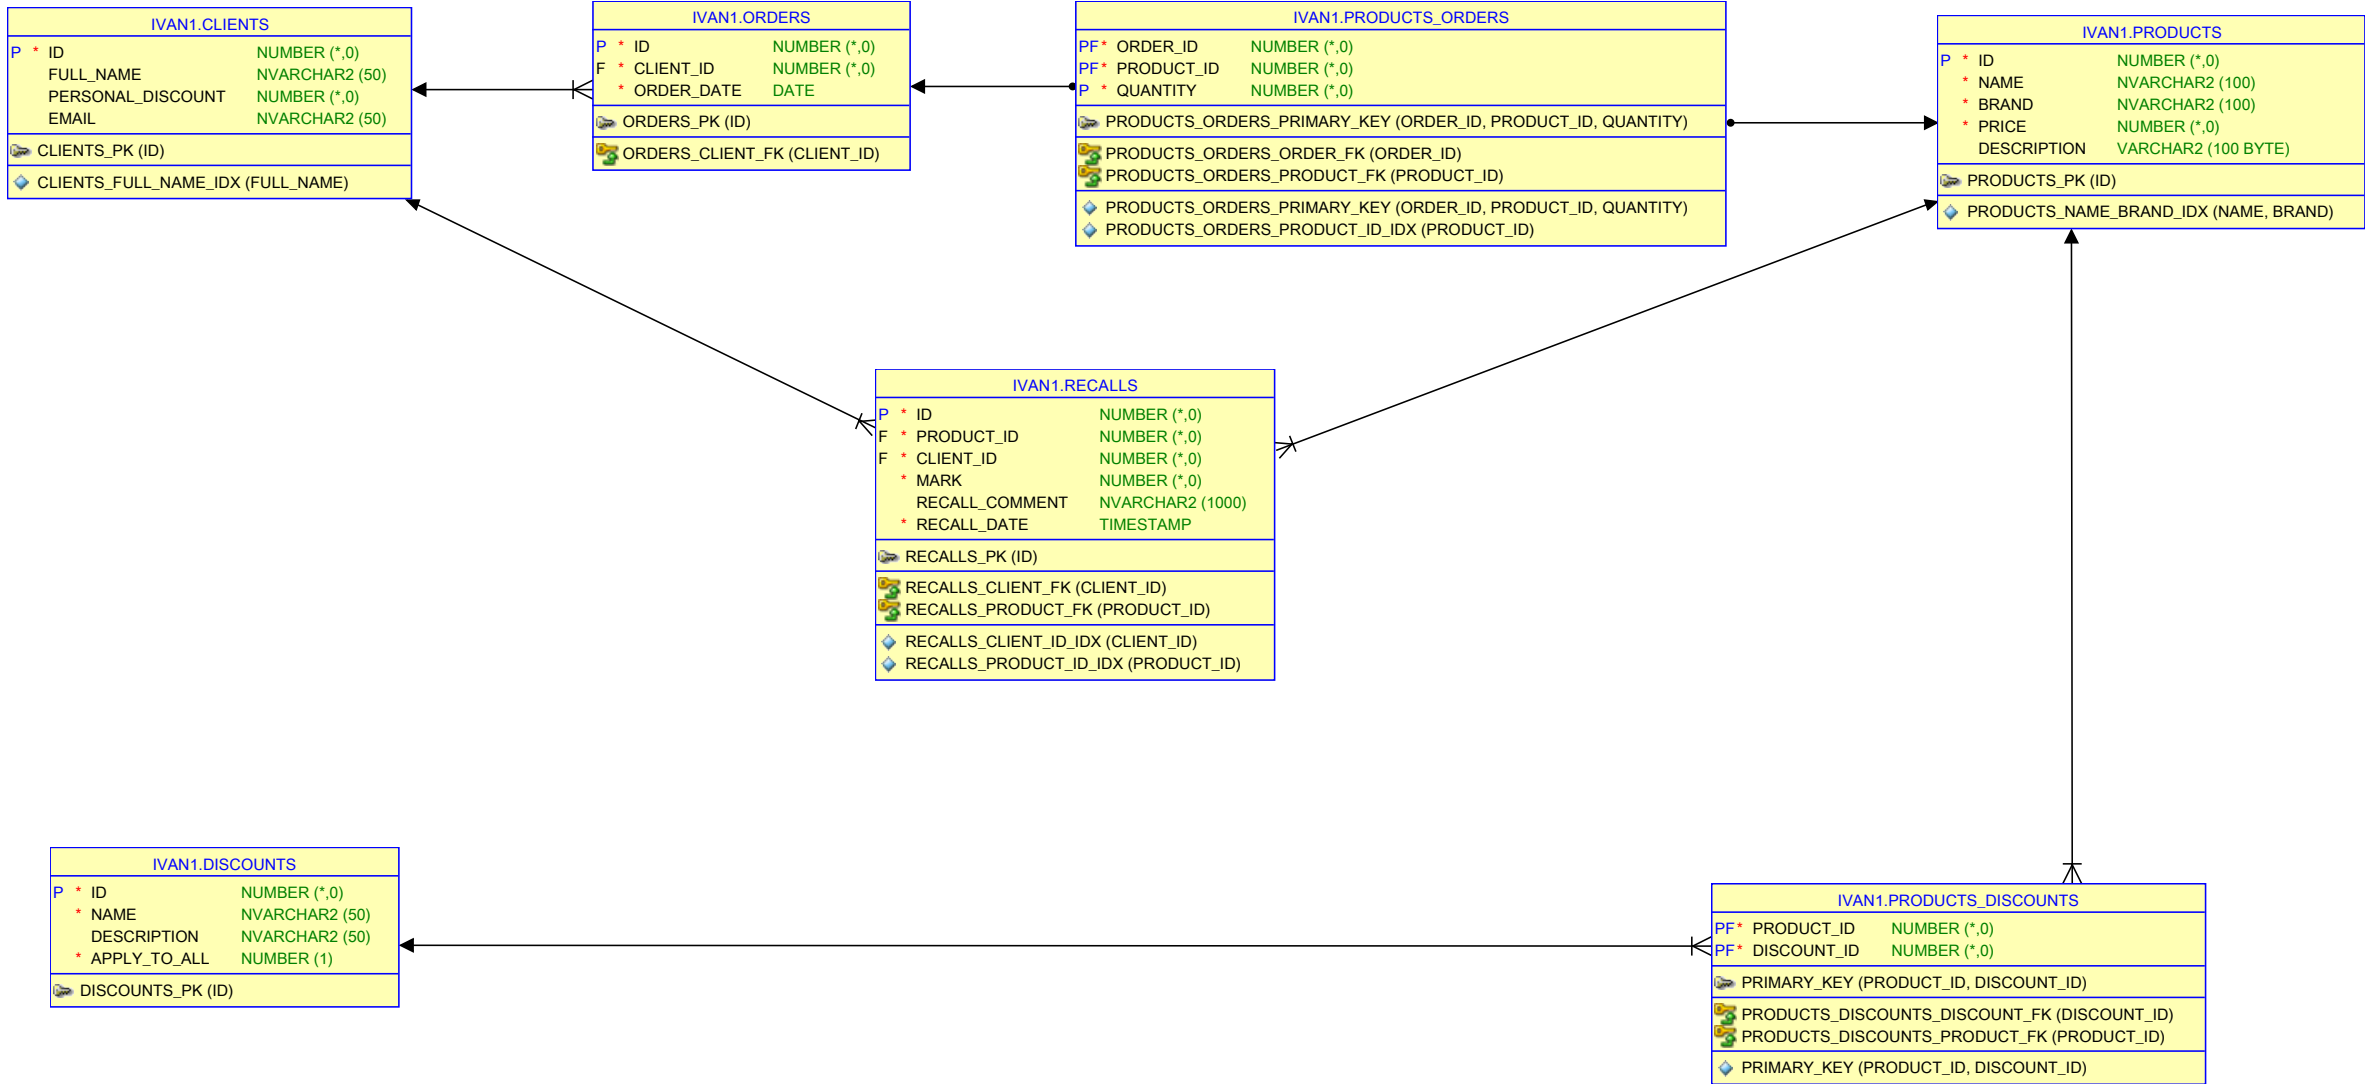 IVAN1.CLIENTS
P * ID NUMBER (*,0)
FULL_NAME NVARCHAR2 (50)
PERSONAL_DISCOUNT NUMBER (*,0)
EMAIL NVARCHAR2 (50)
CLIENTS_PK (ID)
CLIENTS_FULL_NAME_IDX (FULL_NAME)
IVAN1.ORDERS
P * ID NUMBER (*,0)
F * CLIENT_ID NUMBER (*,0)
* ORDER_DATE DATE
ORDERS_PK (ID)
ORDERS_CLIENT_FK (CLIENT_ID)
IVAN1.PRODUCTS_ORDERS
PF* ORDER_ID NUMBER (*,0)
PF* PRODUCT_ID NUMBER (*,0)
P * QUANTITY NUMBER (*,0)
PRODUCTS_ORDERS_PRIMARY_KEY (ORDER_ID, PRODUCT_ID, QUANTITY)
PRODUCTS_ORDERS_ORDER_FK (ORDER_ID)
PRODUCTS_ORDERS_PRODUCT_FK (PRODUCT_ID)
PRODUCTS_ORDERS_PRIMARY_KEY (ORDER_ID, PRODUCT_ID, QUANTITY)
PRODUCTS_ORDERS_PRODUCT_ID_IDX (PRODUCT_ID)
IVAN1.PRODUCTS
P * ID NUMBER (*,0)
* NAME NVARCHAR2 (100)
* BRAND NVARCHAR2 (100)
* PRICE NUMBER (*,0)
DESCRIPTION VARCHAR2 (100 BYTE)
PRODUCTS_PK (ID)
PRODUCTS_NAME_BRAND_IDX (NAME, BRAND)
IVAN1.RECALLS
P * ID NUMBER (*,0)
F * PRODUCT_ID NUMBER (*,0)
F * CLIENT_ID NUMBER (*,0)
* MARK NUMBER (*,0)
RECALL_COMMENT NVARCHAR2 (1000)
* RECALL_DATE TIMESTAMP
RECALLS_PK (ID)
RECALLS_CLIENT_FK (CLIENT_ID)
RECALLS_PRODUCT_FK (PRODUCT_ID)
RECALLS_CLIENT_ID_IDX (CLIENT_ID)
RECALLS_PRODUCT_ID_IDX (PRODUCT_ID)
IVAN1.DISCOUNTS
P * ID NUMBER (*,0)
* NAME NVARCHAR2 (50)
DESCRIPTION NVARCHAR2 (50)
* APPLY_TO_ALL NUMBER (1)
DISCOUNTS_PK (ID)
IVAN1.PRODUCTS_DISCOUNTS
PF* PRODUCT_ID NUMBER (*,0)
PF* DISCOUNT_ID NUMBER (*,0)
PRIMARY_KEY (PRODUCT_ID, DISCOUNT_ID)
PRODUCTS_DISCOUNTS_DISCOUNT_FK (DISCOUNT_ID)
PRODUCTS_DISCOUNTS_PRODUCT_FK (PRODUCT_ID)
PRIMARY_KEY (PRODUCT_ID, DISCOUNT_ID)